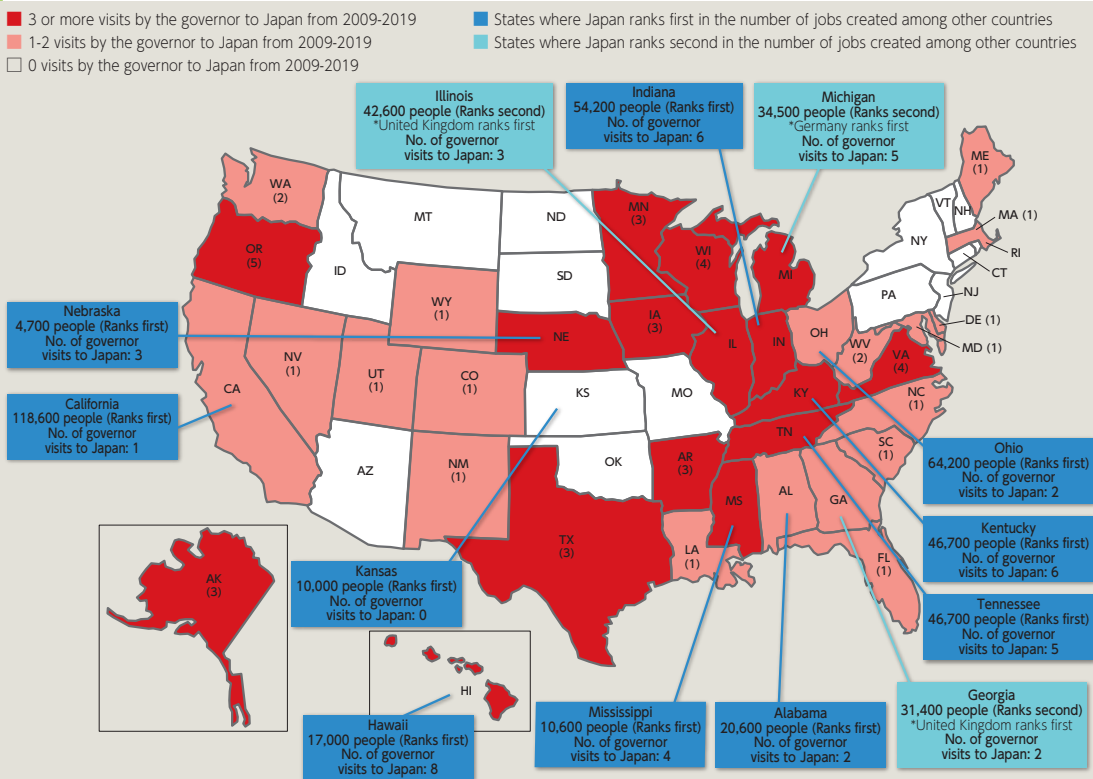 3 or more visits by the governor to Japan from 2009-2019
1-2 visits by the governor to Japan from 2009-2019
0 visits by the governor to Japan from 2009-2019
States where Japan ranks first in the number of jobs created among other countries
States where Japan ranks second in the number of jobs created among other countries
Illinois
42,600 people (Ranks second)
*United Kingdom ranks first
No. of governor
visits to Japan: 3
Indiana
54,200 people (Ranks first)
No. of governor
visits to Japan: 6
Michigan
34,500 people (Ranks second)
*Germany ranks first
No. of governor
visits to Japan: 5
WA
(2)
OR
(5)
ID
MT
ND
SD
WY
(1)
MN
(3)
WI
(4)
MI
IA
(3)
NE
IL
IN
OH
PA
NY
VT
NH
ME
(1)
MA (1)
RI
CT
NJ
DE (1)
MD (1)
WV
(2)
VA
(4)
NC
(1)
SC
(1)
KY
TN
CA
NV
(1)
UT
(1)
CO
(1)
KS
MO
AZ
NM
(1)
OK
AR
(3)
MS
AL
GA
TX
(3)
LA
(1)
FL
(1)
AK
(3)
HI
Nebraska
4,700 people (Ranks first)
No. of governor
visits to Japan: 3
California
118,600 people (Ranks first)
No. of governor
visits to Japan: 1
Kansas
10,000 people (Ranks first)
No. of governor
visits to Japan: 0
Hawaii
17,000 people (Ranks first)
No. of governor
visits to Japan: 8
Mississippi
10,600 people (Ranks first)
No. of governor
visits to Japan: 4
Alabama
20,600 people (Ranks first)
No. of governor
visits to Japan: 2
Ohio
64,200 people (Ranks first)
No. of governor
visits to Japan: 2
Kentucky
46,700 people (Ranks first)
No. of governor
visits to Japan: 6
Tennessee
46,700 people (Ranks first)
No. of governor
visits to Japan: 5
Georgia
31,400 people (Ranks second)
*United Kingdom ranks first
No. of governor
visits to Japan: 2